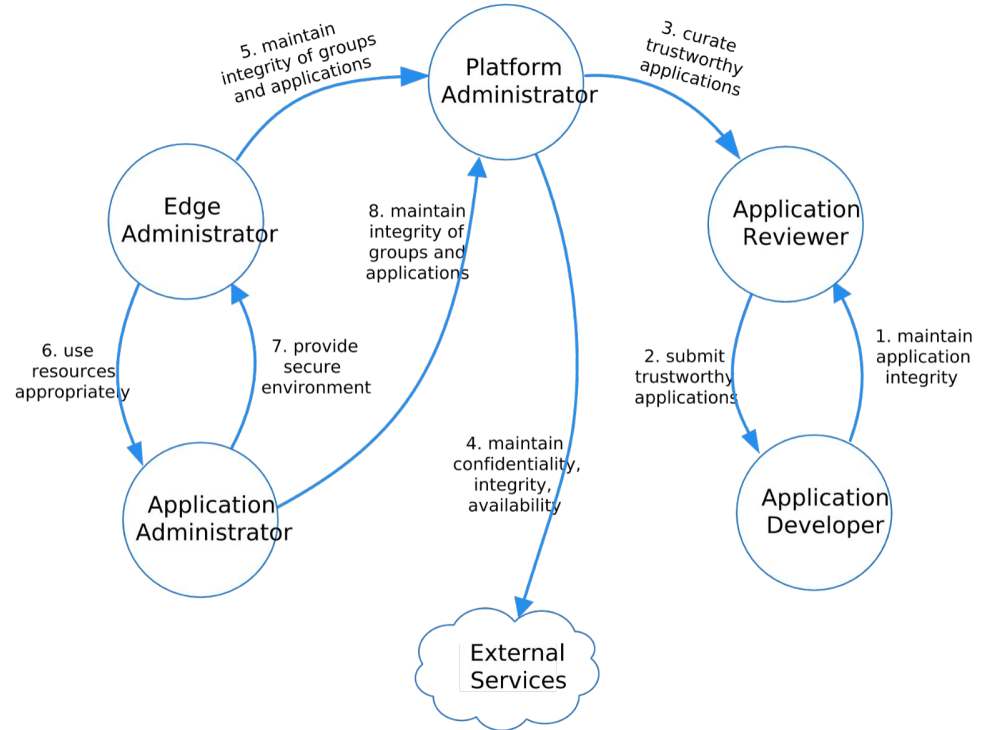 5. maintain
integrity of groups
and applications
Platform
Administrator
3. curate
trustworthy
applications
Edge
Administrator
8. maintain
integrity of
groups and
applications
Application
Reviewer
6. use
resources
appropriately
7. provide
secure
environment
2. submit
trustworthy
applications
1. maintain
application
integrity
Application
Administrator
4. maintain
confidentiality,
integrity,
availability
Application
Developer
External
Services